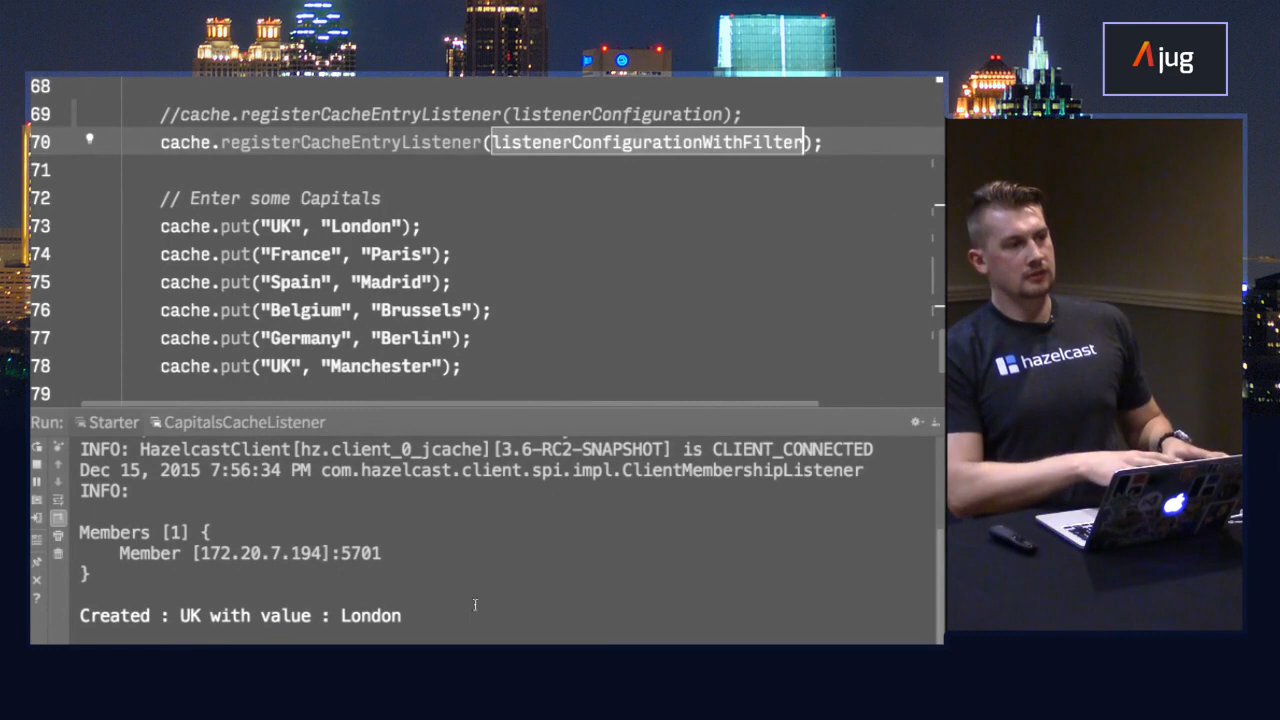 jug
68
69 //cache.registerCacheEntryListener(listenerConfiguration);
70 cache.registerCacheEntryListener(listenerConfigurationWithFilter);
71
72 // Enter some Capitals
73 cache.put("UK", "London");
74 cache.put("France", "Paris");
75 cache.put("Spain", "Madrid");
76 cache.put("Belgium", "Brussels");
77 cache.put("Germany", "Berlin");
78 cache.put("UK", "Manchester");
79
Run: Starter CapitalsCacheListener
INFO: HazelcastClient[hz.client_0_jcache][3.6-RC2-SNAPSHOT] is CLIENT_CONNECTED
Dec 15, 2015 7:56:34 PM com.hazelcast.client.spi.impl.ClientMembershipListener
INFO:
Members [1] {
Member [172.20.7.194]:5701
}
Created : UK with value : London
hazelcast